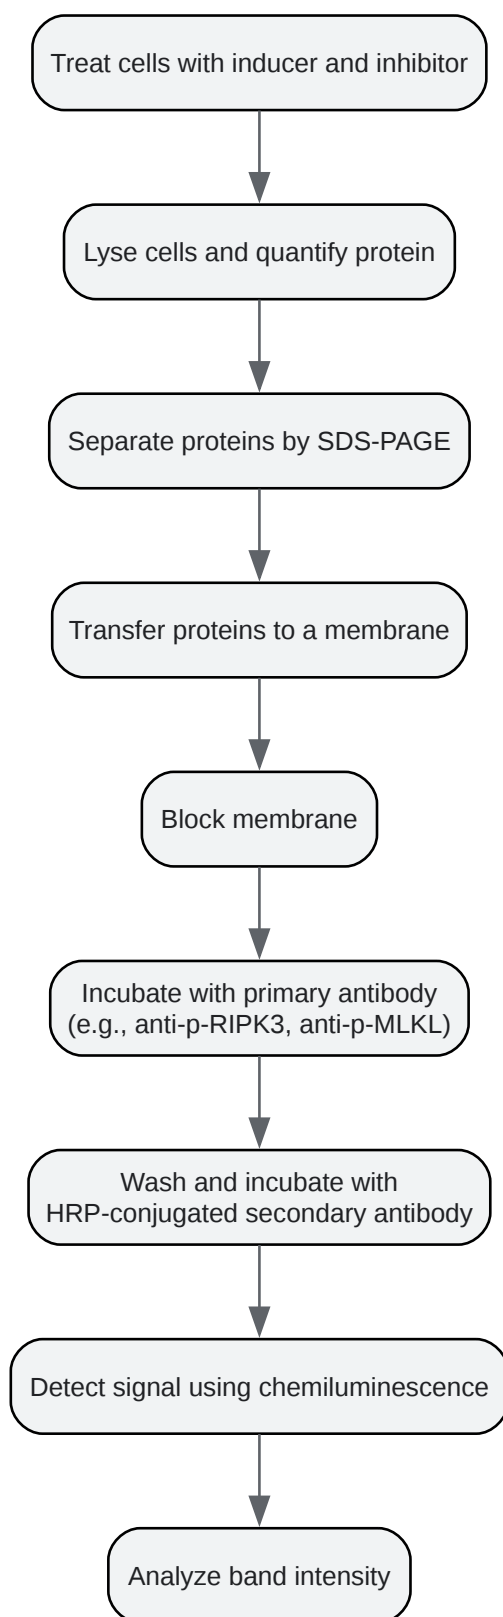 Treat cells with inducer and inhibitor
Lyse cells and quantify protein
Separate proteins by SDS-PAGE
Transfer proteins to a membrane
Block membrane
Incubate with primary antibody
(e.g., anti-p-RIPK3, anti-p-MLKL)
Wash and incubate with
HRP-conjugated secondary antibody
Detect signal using chemiluminescence
Analyze band intensity